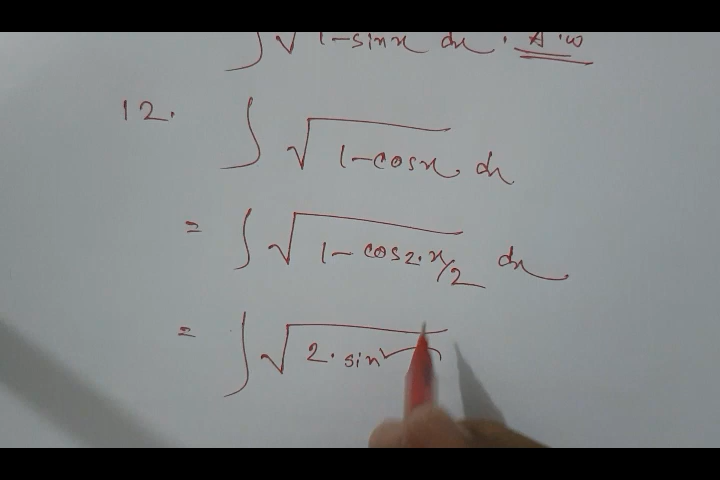 ∫√1-sinx dx. A.w
12. ∫√1-cosx dx
= ∫√1-cos2.x/2 dx
= ∫√2.sin